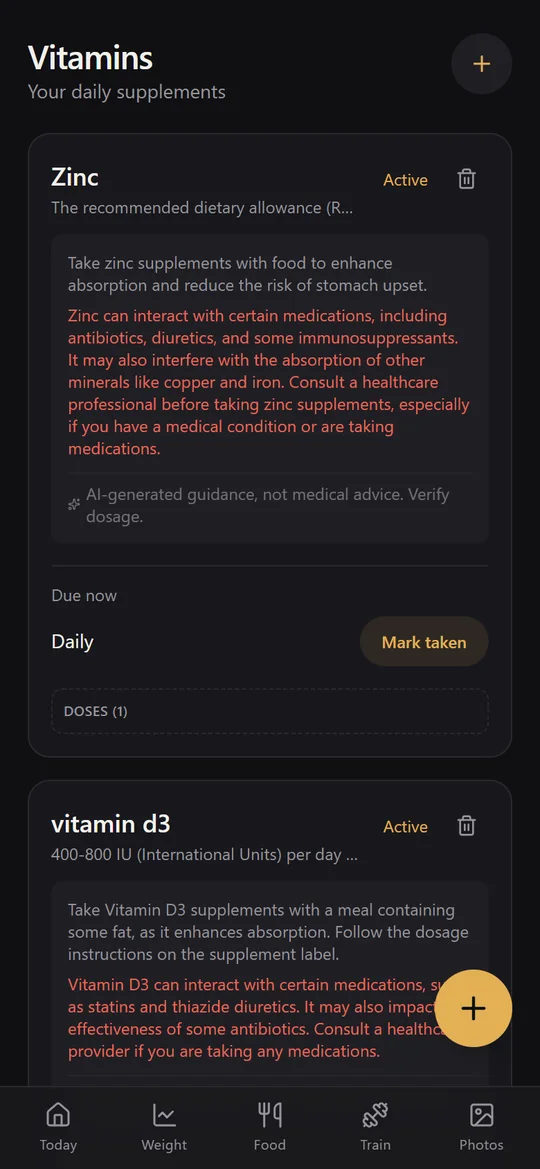 Vitamins
Your daily supplements
Zinc
Active
The recommended dietary allowance (R...
Take zinc supplements with food to enhance
absorption and reduce the risk of stomach upset.
Zinc can interact with certain medications, including
antibiotics, diuretics, and some immunosuppressants.
It may also interfere with the absorption of other
minerals like copper and iron. Consult a healthcare
professional before taking zinc supplements, especially
if you have a medical condition or are taking
medications.
AI-generated guidance, not medical advice. Verify
dosage.
Due now
Daily
Mark taken
DOSES (1)
vitamin d3
Active
400-800 IU (International Units) per day ...
Take Vitamin D3 supplements with a meal containing
some fat, as it enhances absorption. Follow the dosage
instructions on the supplement label.
Vitamin D3 can interact with certain medications,
as statins and thiazide diuretics. It may also impact
effectiveness of some antibiotics. Consult a
provider if you are taking any medications.
Today
Weight
Food
Train
Photos